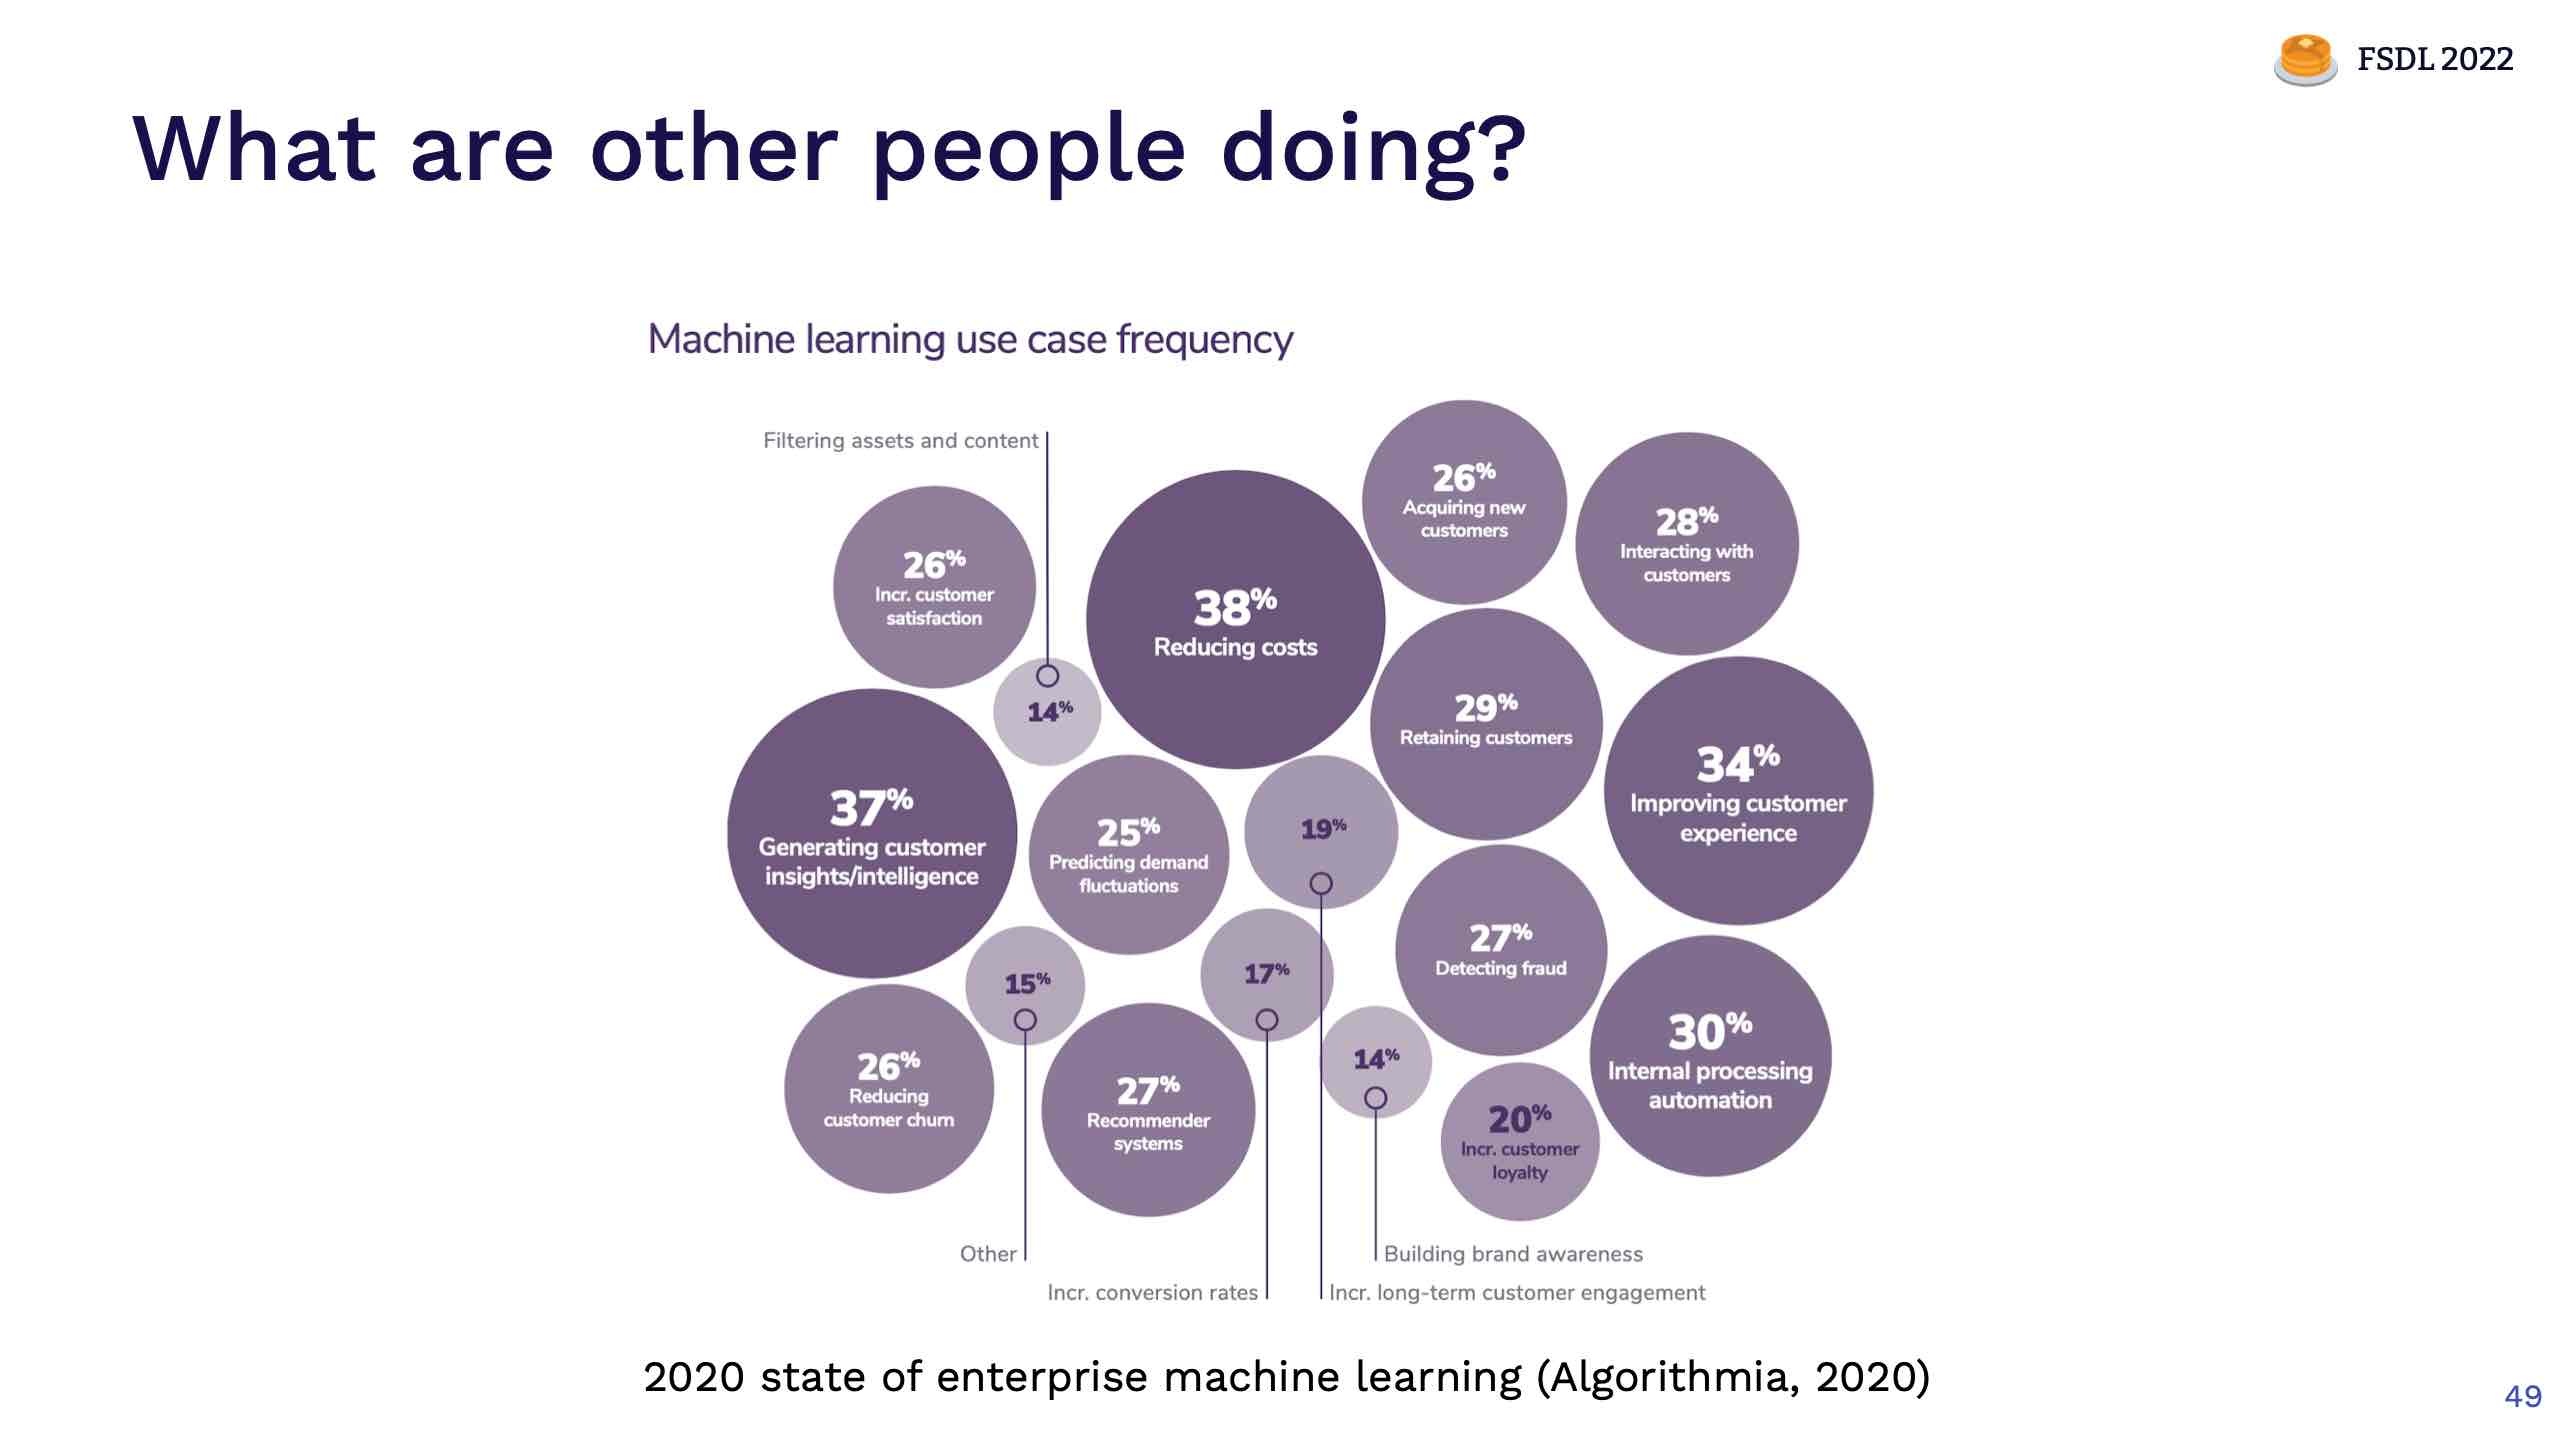 FSDL 2022
What are other people doing?
Machine learning use case frequency
Filtering assets and content
26%
Acquiring new
customers
28%
Interacting with
customers
26%
Incr. customer
satisfaction
38%
Reducing costs
14%
29%
Retaining customers
34%
Improving customer
experience
37%
Generating customer
insights/intelligence
25%
Predicting demand
fluctuations
19%
27%
Detecting fraud
15%
17%
30%
Internal processing
automation
26%
Reducing
customer churn
27%
Recommender
systems
14%
20%
Incr. customer
loyalty
Other
Building brand awareness
Incr. conversion rates
Incr. long-term customer engagement
2020 state of enterprise machine learning (Algorithmia, 2020)
49